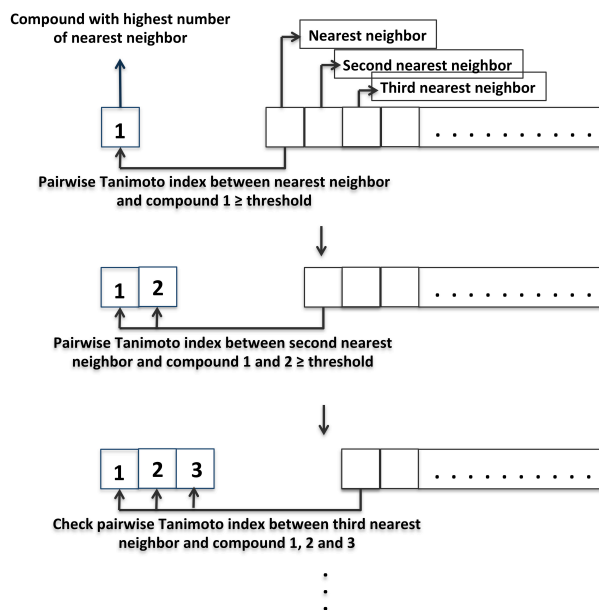 Compound with highest number
of nearest neighbor
Nearest neighbor
Second nearest neighbor
Third nearest neighbor
1
. . . . . . . . . .
Pairwise Tanimoto index between nearest neighbor
and compound 1 ≥ threshold
1 2
. . . . . . . . . .
Pairwise Tanimoto index between second nearest
neighbor and compound 1 and 2 ≥ threshold
1 2 3
. . . . . . . . . .
Check pairwise Tanimoto index between third nearest
neighbor and compound 1, 2 and 3
.
.
.